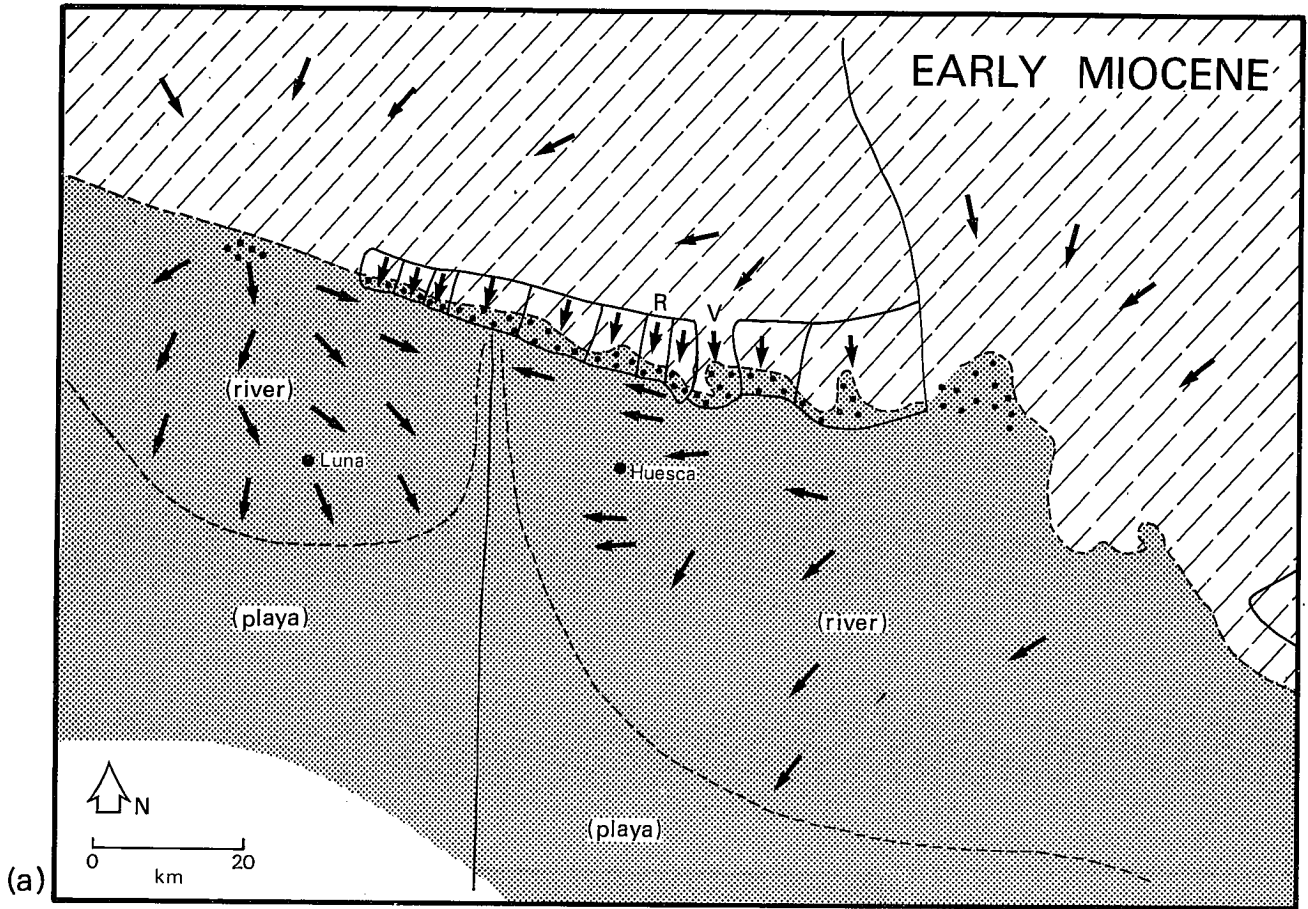 EARLY MIOCENE
R
V
(river)
Luna
Huesca
(playa)
(river)
N
(playa)
0 20
km
(a)